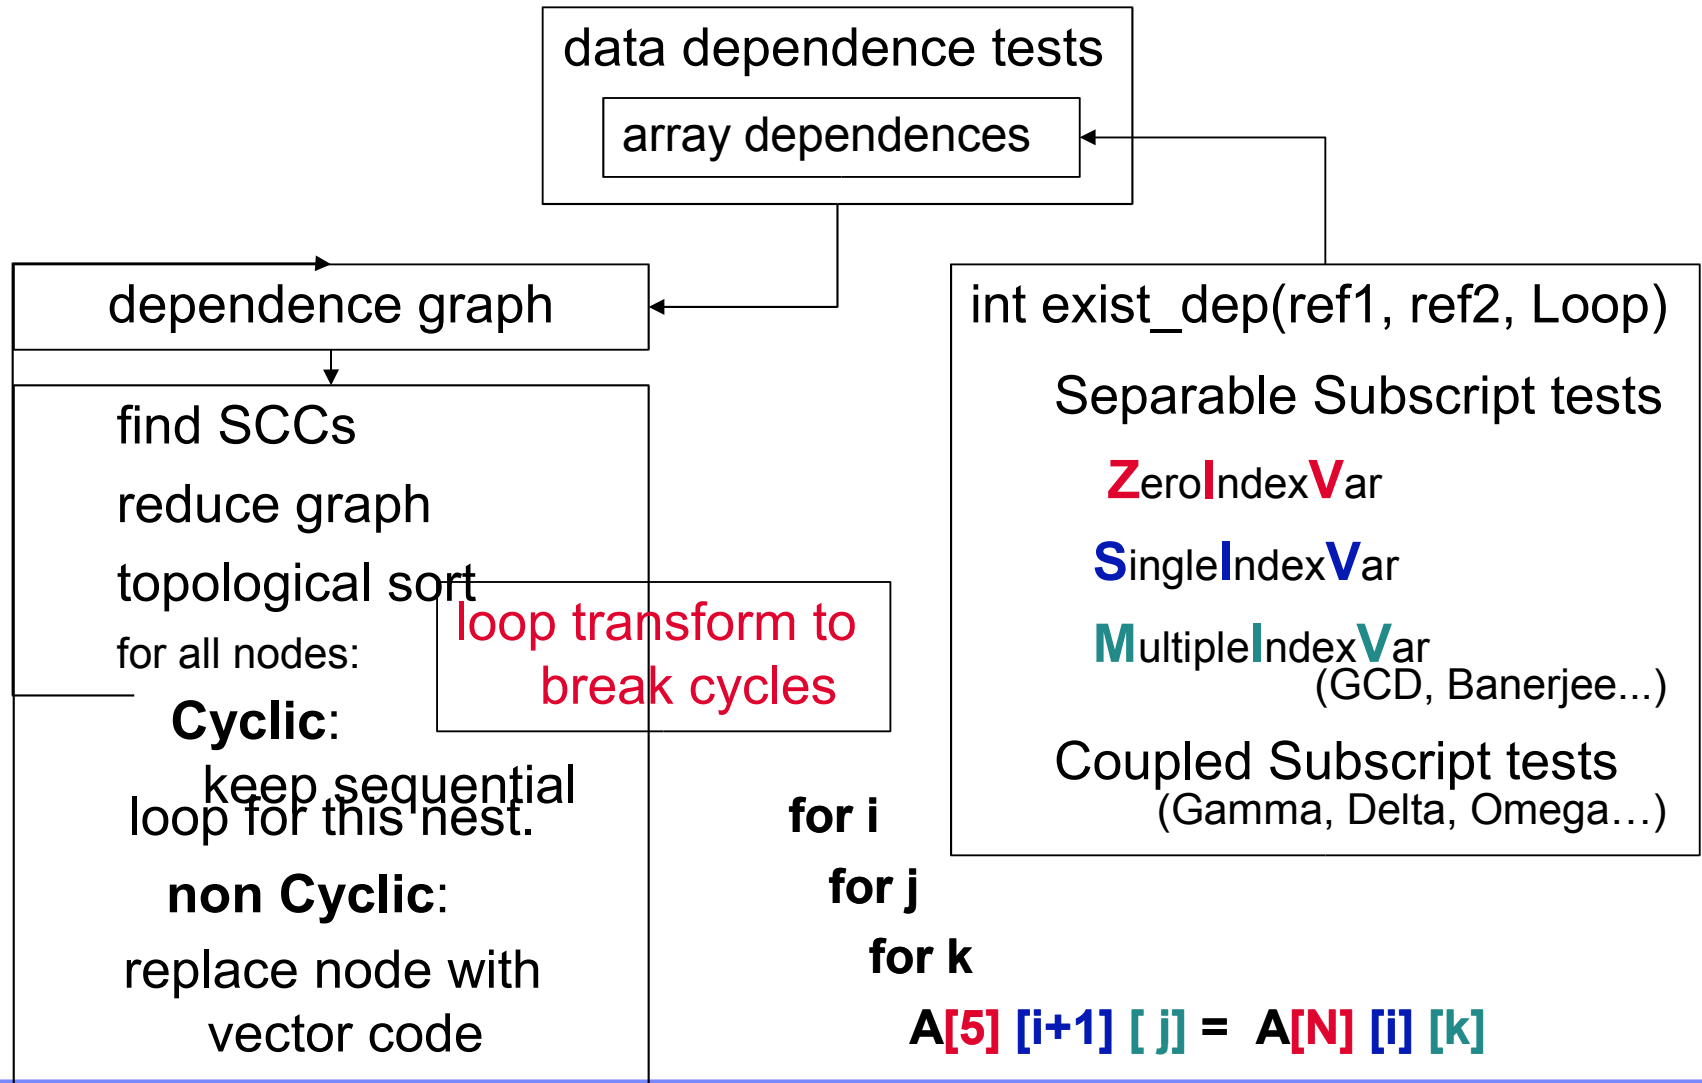 data dependence tests
array dependences
dependence graph
find SCCs
reduce graph
topological sort
for all nodes:
Cyclic:
keep sequential
loop for this nest.
non Cyclic:
replace node with
vector code
loop transform to
break cycles
int exist_dep(ref1, ref2, Loop)
Separable Subscript tests
ZeroIndexVar
SingleIndexVar
MultipleIndexVar
(GCD, Banerjee...)
Coupled Subscript tests
(Gamma, Delta, Omega…)
for i
for j
for k
A[5] [i+1] [ j] = A[N] [i] [k]